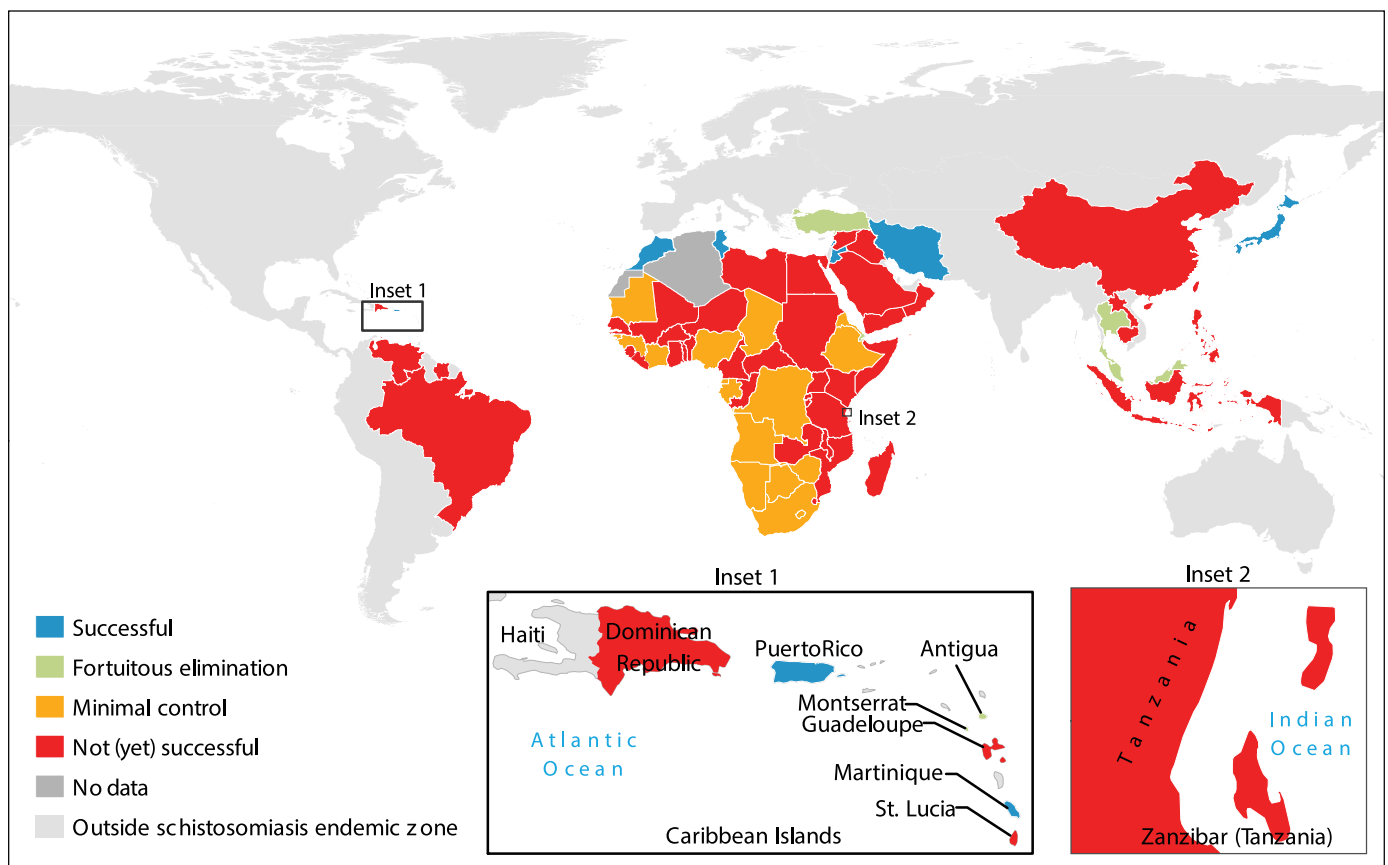 Inset 1
Inset 2
Inset 1
Inset 2
Successful
Fortuitous elimination
Minimal control
Not (yet) successful
No data
Outside schistosomiasis endemic zone
Haiti
Dominican
Republic
PuertoRico
Antigua
Montserrat
Guadeloupe
Atlantic
Ocean
Martinique
St. Lucia
Caribbean Islands
Tanzania
Indian
Ocean
Zanzibar (Tanzania)